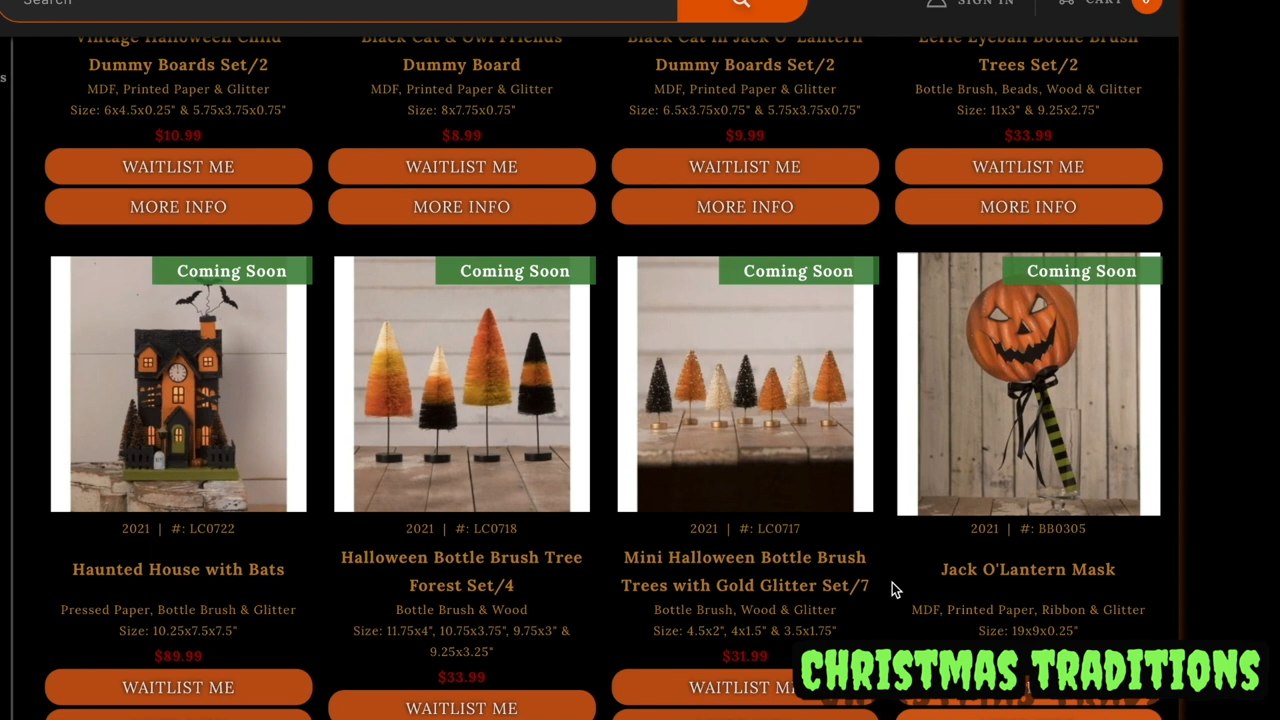 Search
SIGN IN
CART
0
s
Vintage Halloween Child
Dummy Boards Set/2
MDF, Printed Paper & Glitter
Size: 6x4.5x0.25" & 5.75x3.75x0.75"
$10.99
WAITLIST ME
MORE INFO
Black Cat & Owl Friends
Dummy Board
MDF, Printed Paper & Glitter
Size: 8x7.75x0.75"
$8.99
WAITLIST ME
MORE INFO
Black Cat in Jack O' Lantern
Dummy Boards Set/2
MDF, Printed Paper & Glitter
Size: 6.5x3.75x0.75" & 5.75x3.75x0.75"
$9.99
WAITLIST ME
MORE INFO
Eerie Eyeball Bottle Brush
Trees Set/2
Bottle Brush, Beads, Wood & Glitter
Size: 11x3" & 9.25x2.75"
$33.99
WAITLIST ME
MORE INFO
Coming Soon
2021 | #: LC0722
Haunted House with Bats
Pressed Paper, Bottle Brush & Glitter
Size: 10.25x7.5x7.5"
$89.99
WAITLIST ME
Coming Soon
2021 | #: LC0718
Halloween Bottle Brush Tree
Forest Set/4
Bottle Brush & Wood
Size: 11.75x4", 10.75x3.75", 9.75x3" &
9.25x3.25"
$33.99
WAITLIST ME
Coming Soon
2021 | #: LC0717
Mini Halloween Bottle Brush
Trees with Gold Glitter Set/7
Bottle Brush, Wood & Glitter
Size: 4.5x2", 4x1.5" & 3.5x1.75"
$31.99
WAITLIST ME
Coming Soon
2021 | #: BB0305
Jack O'Lantern Mask
MDF, Printed Paper, Ribbon & Glitter
Size: 19x9x0.25"
CHRISTMAS TRADITIONS